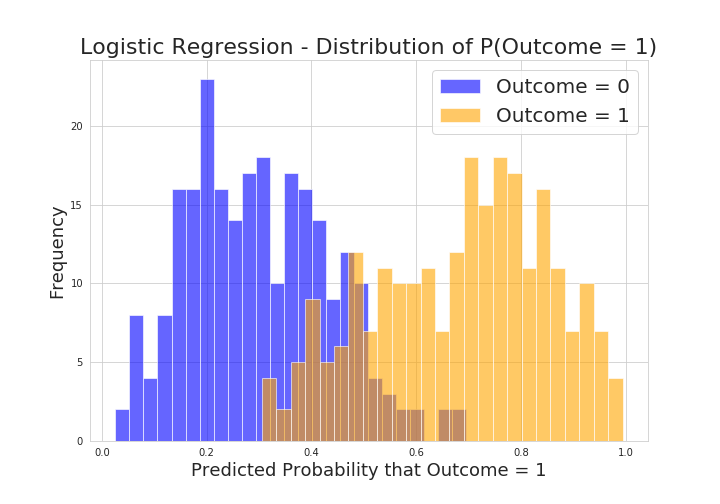 Logistic Regression - Distribution of P(Outcome = 1)
Outcome = 0
Outcome = 1
Frequency
20
15
10
5
0
0.0 0.2 0.4 0.6 0.8 1.0
Predicted Probability that Outcome = 1